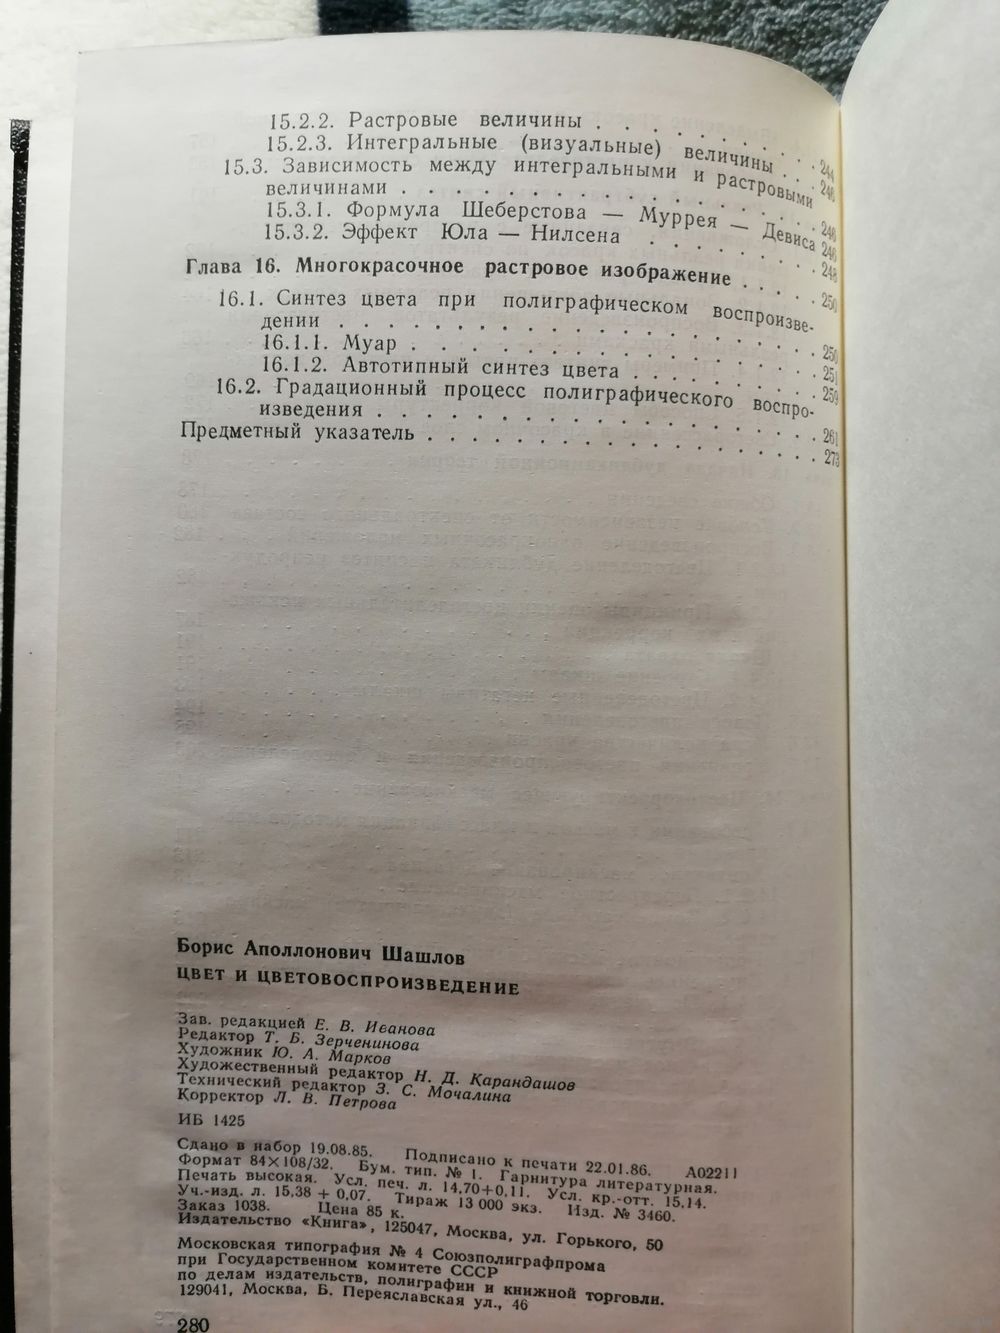 15.2.2. Растровые величины . . . . . . . . 244
15.2.3. Интегральные (визуальные) величины . . . 246
15.3. Зависимость между интегральными и растровыми
величинами . . . . . . . . . . . . . . . . . 246
15.3.1. Формула Шеберстова — Муррея — Девиса 246
15.3.2. Эффект Юла — Нилсена . . . . . . . 248
Глава 16. Многокрасочное растровое изображение . . . . . 250
16.1. Синтез цвета при полиграфическом воспроизве-
дении . . . . . . . . . . . . . . . . . . . 250
16.1.1. Муар . . . . . . . . . . . . . . . 251
16.1.2. Автотипный синтез цвета . . . . . . . 259
16.2. Градационный процесс полиграфического воспро-
изведения . . . . . . . . . . . . . . . . . 261
Предметный указатель . . . . . . . . . . . . . . . 273
Борис Аполлонович Шашлов
ЦВЕТ И ЦВЕТОВОСПРОИЗВЕДЕНИЕ
Зав. редакцией Е. В. Иванова
Редактор Т. Б. Зерченинова
Художник Ю. А. Марков
Художественный редактор Н. Д. Карандашов
Технический редактор З. С. Мочалина
Корректор Л. В. Петрова
ИБ 1425
Сдано в набор 19.08.85. Подписано к печати 22.01.86. А02211
Формат 84×108/32. Бум. тип. № 1. Гарнитура литературная.
Печать высокая. Усл. печ. л. 14,70+0,11. Усл. кр.-отт. 15,14.
Уч.-изд. л. 15,38 + 0,07. Тираж 13 000 экз. Изд. № 3460.
Заказ 1038. Цена 85 к.
Издательство «Книга», 125047, Москва, ул. Горького, 50
Московская типография № 4 Союзполиграфпрома
при Государственном комитете СССР
по делам издательств, полиграфии и книжной торговли.
129041, Москва, Б. Переяславская ул., 46
280